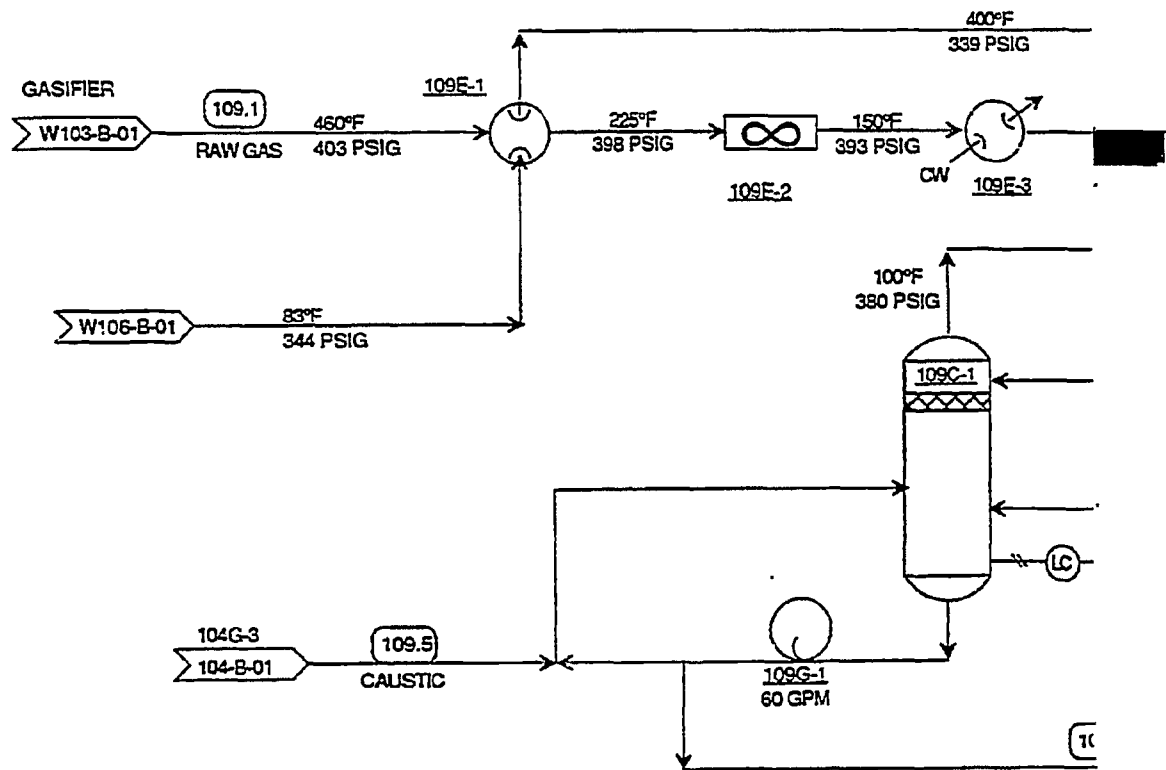 400°F
339 PSIG
GASIFIER
109E-1
109.1
W103-B-01
460°F
225°F
150°F
RAW GAS
403 PSIG
398 PSIG
393 PSIG
CW
109E-2
109E-3
100°F
380 PSIG
83°F
W106-B-01
344 PSIG
109C-1
LC
104G-3
109.5
104-B-01
CAUSTIC
109G-1
60 GPM